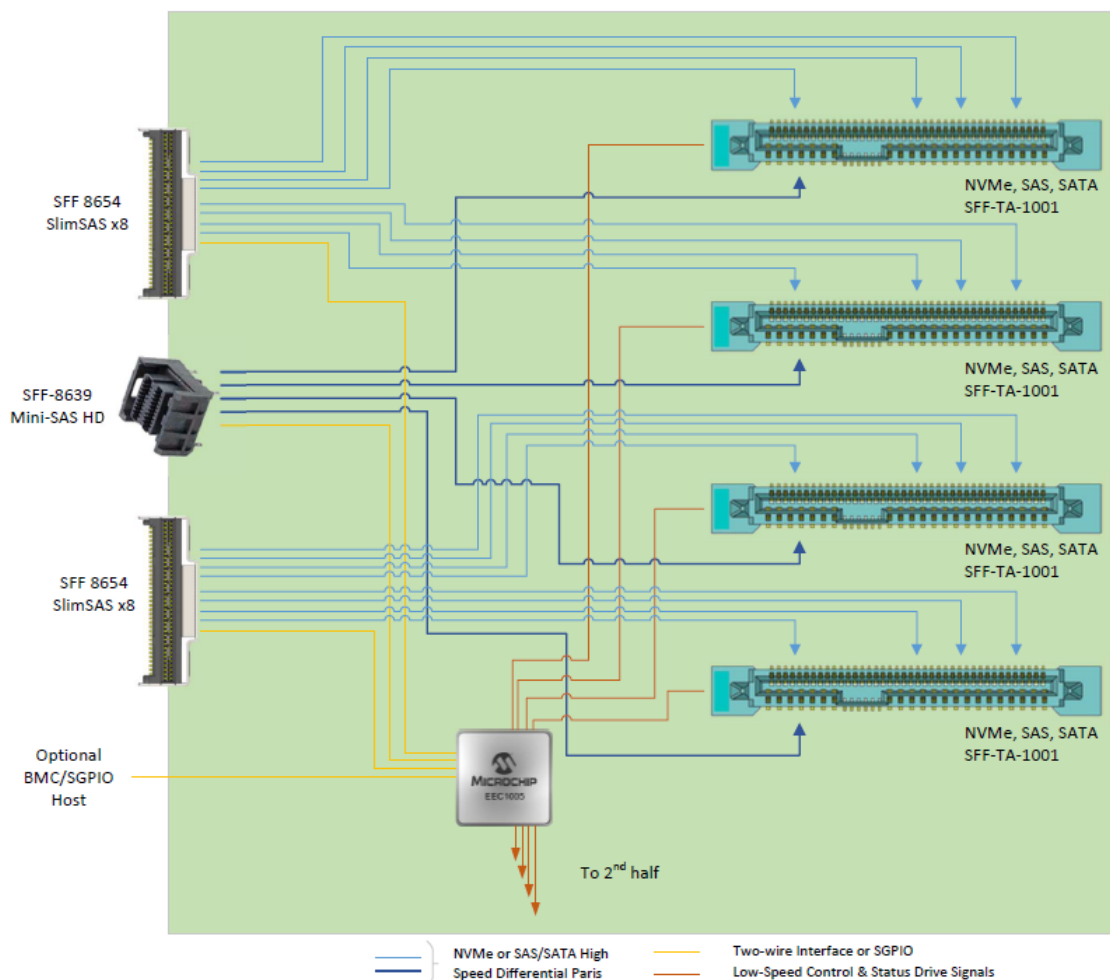 SFF 8654
SlimSAS x8
NVMe, SAS, SATA
SFF-TA-1001
NVMe, SAS, SATA
SFF-TA-1001
SFF-8639
Mini-SAS HD
NVMe, SAS, SATA
SFF-TA-1001
SFF 8654
SlimSAS x8
NVMe, SAS, SATA
SFF-TA-1001
Optional
BMC/SGPIO
Host
MICROCHIP
EEC1005
To 2nd half
NVMe or SAS/SATA High
Speed Differential Paris
Two-wire Interface or SGPIO
Low-Speed Control & Status Drive Signals